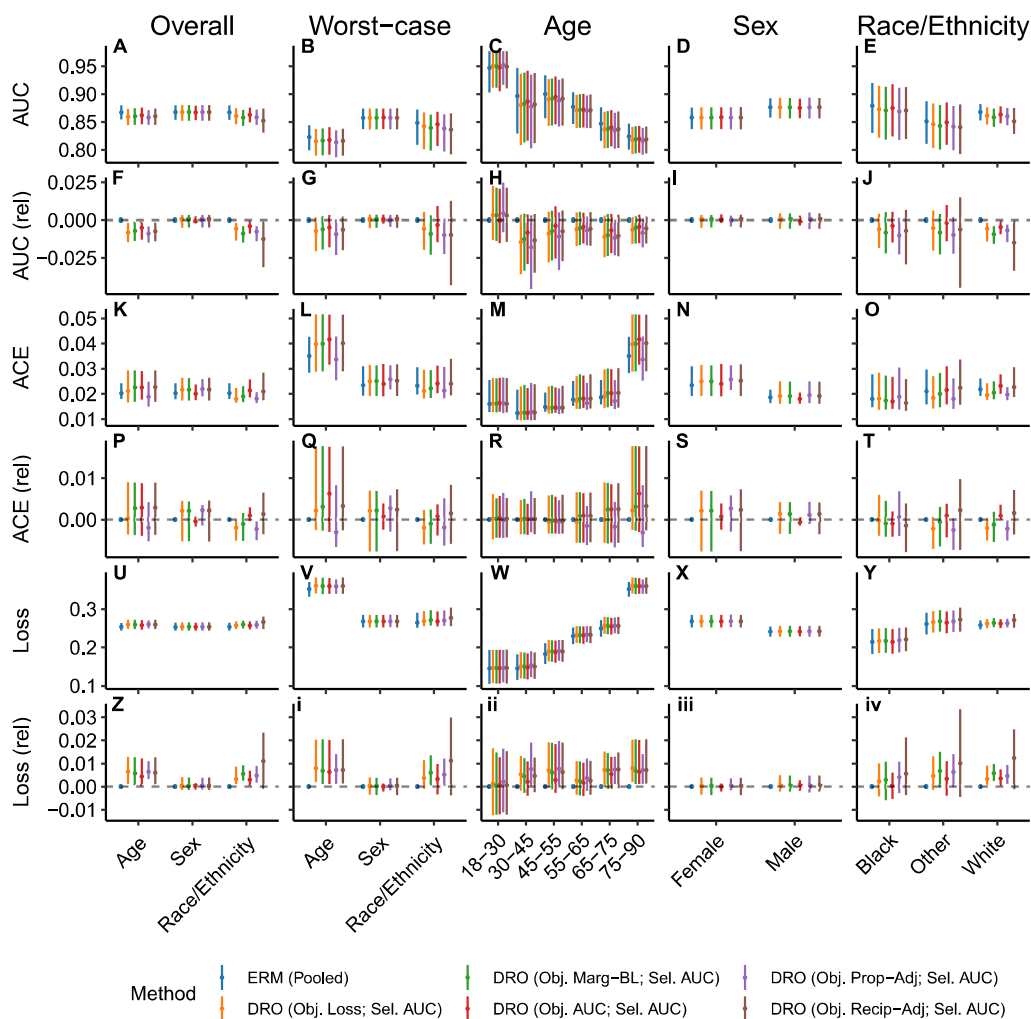 Overall Worst−case Age Sex Race/Ethnicity
A B C D E
AUC
0.95
0.90
0.85
0.80
F G H I J
AUC (rel)
0.025
0.000
−0.025
K L M N O
ACE
0.05
0.04
0.03
0.02
0.01
P Q R S T
ACE (rel)
0.01
0.00
U V W X Y
Loss
0.3
0.2
0.1
Z i ii iii iv
Loss (rel)
0.03
0.02
0.01
0.00
−0.01
Age Sex Race/Ethnicity Age Sex Race/Ethnicity 18−30 30−45 45−55 55−65 65−75 75−90 Female Male Black Other White
Method
ERM (Pooled) DRO (Obj. Marg−BL; Sel. AUC) DRO (Obj. Prop−Adj; Sel. AUC)
DRO (Obj. Loss; Sel. AUC) DRO (Obj. AUC; Sel. AUC) DRO (Obj. Recip−Adj; Sel. AUC)